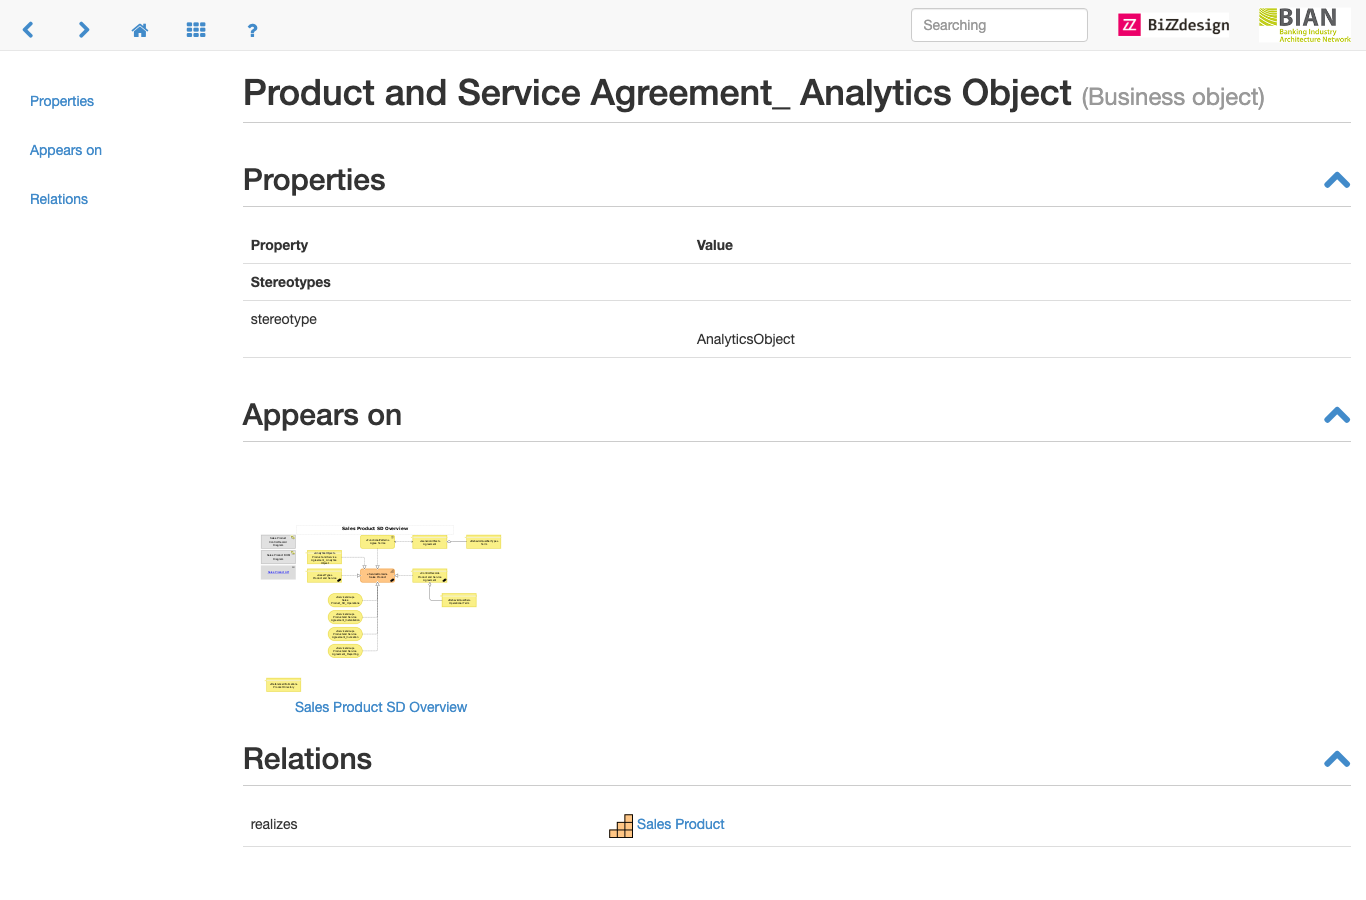 ?
Searching
BiZZdesign
BIAN
Banking Industry
Architecture Network
Properties
Appears on
Relations
Product and Service Agreement_ Analytics Object (Business object)
Properties
Property Value
Stereotypes
stereotype
AnalyticsObject
Appears on
Sales Product SD Overview
Sales Product SD Overview
Relations
realizes Sales Product